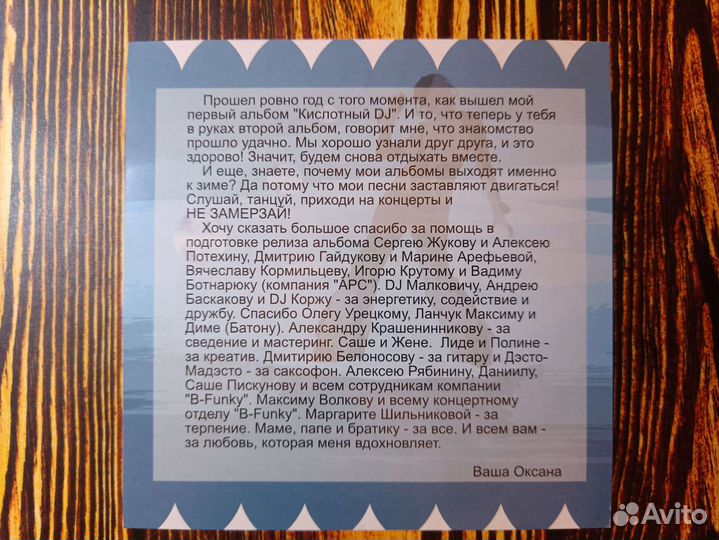 Прошел ровно год с того момента, как вышел мой
первый альбом "Кислотный DJ". И то, что теперь у тебя
в руках второй альбом, говорит мне, что знакомство
прошло удачно. Мы хорошо узнали друг друга, и это
здорово! Значит, будем снова отдыхать вместе.
И еще, знаете, почему мои альбомы выходят именно
к зиме? Да потому что мои песни заставляют двигаться!
Слушай, танцуй, приходи на концерты и
НЕ ЗАМЕРЗАЙ!
Хочу сказать большое спасибо за помощь в
подготовке релиза альбома Сергею Жукову и Алексею
Потехину, Дмитрию Гайдукову и Марине Арефьевой,
Вячеславу Кормильцеву, Игорю Крутому и Вадиму
Ботнарюку (компания "АРС"). DJ Малковичу, Андрею
Баскакову и DJ Коржу - за энергетику, содействие и
дружбу. Спасибо Олегу Урецкому, Ланчук Максиму и
Диме (Батону). Александру Крашенинникову - за
сведение и мастеринг. Саше и Жене. Лиде и Полине -
за креатив. Дмитирию Белоносову - за гитару и Дэсто-
Мадэсто - за саксофон. Алексею Рябинину, Даниилу,
Саше Пискунову и всем сотрудникам компании
"B-Funky". Максиму Волкову и всему концертному
отделу "B-Funky". Маргарите Шильниковой - за
терпение. Маме, папе и братику - за все. И всем вам -
за любовь, которая меня вдохновляет.
Ваша Оксана
Avito